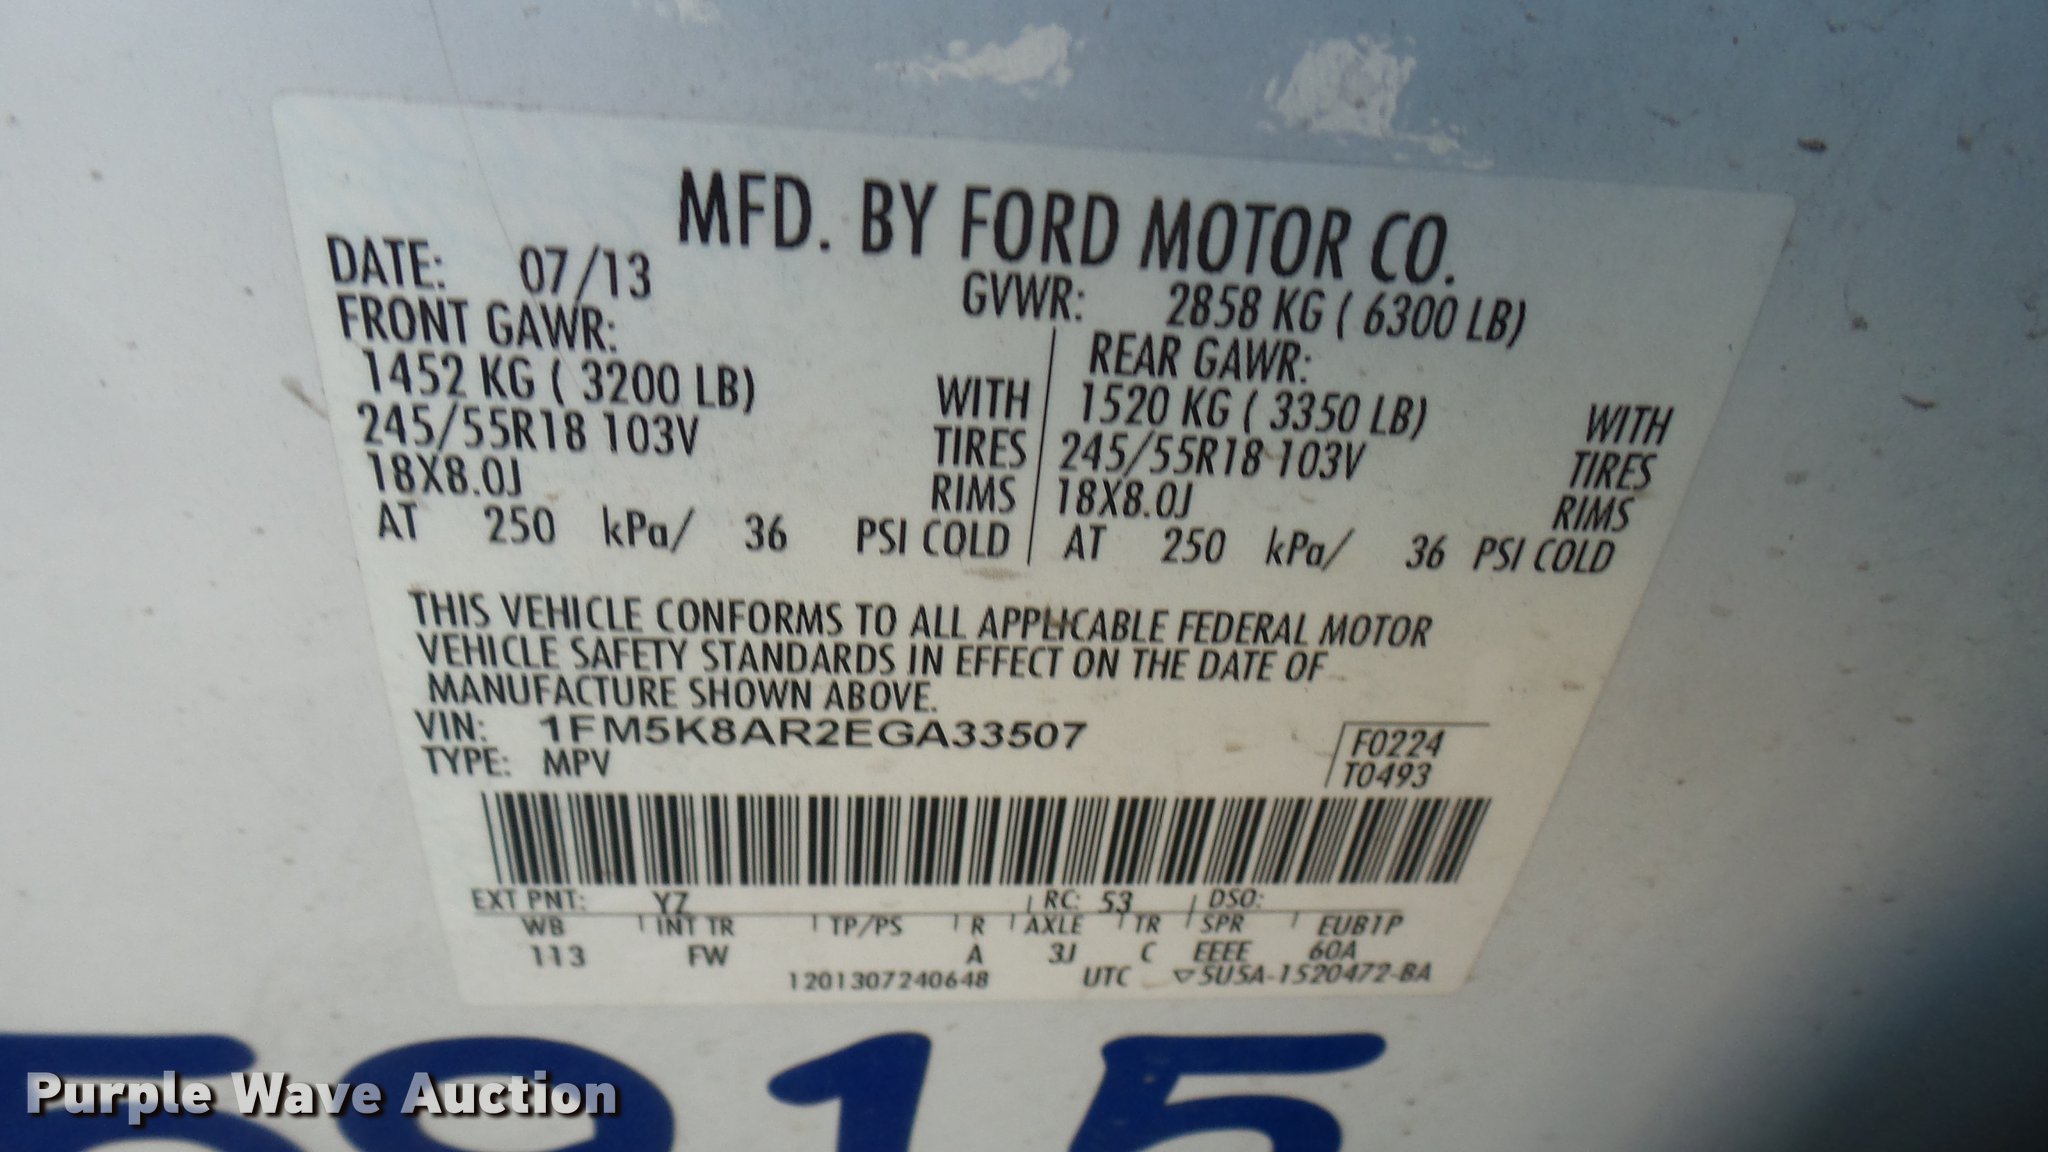 MFD. BY FORD MOTOR CO.
DATE: 07/13 GVWR: 2858 KG ( 6300 LB)
FRONT GAWR: REAR GAWR:
1452 KG ( 3200 LB) WITH 1520 KG ( 3350 LB) WITH
245/55R18 103V TIRES 245/55R18 103V TIRES
18X8.0J RIMS 18X8.0J RIMS
AT 250 kPa/ 36 PSI COLD AT 250 kPa/ 36 PSI COLD
THIS VEHICLE CONFORMS TO ALL APPLICABLE FEDERAL MOTOR
VEHICLE SAFETY STANDARDS IN EFFECT ON THE DATE OF
MANUFACTURE SHOWN ABOVE.
VIN: 1FM5K8AR2EGA33507 F0224
TYPE: MPV T0493
EXT PNT: YZ RC: 53 DSO:
WB INT TR TP/PS R AXLE TR SPR EUB1P
113 FW A 3J C EEEE 60A
1201307240648 UTC ▽5U5A-1520472-BA
5915
Purple Wave Auction